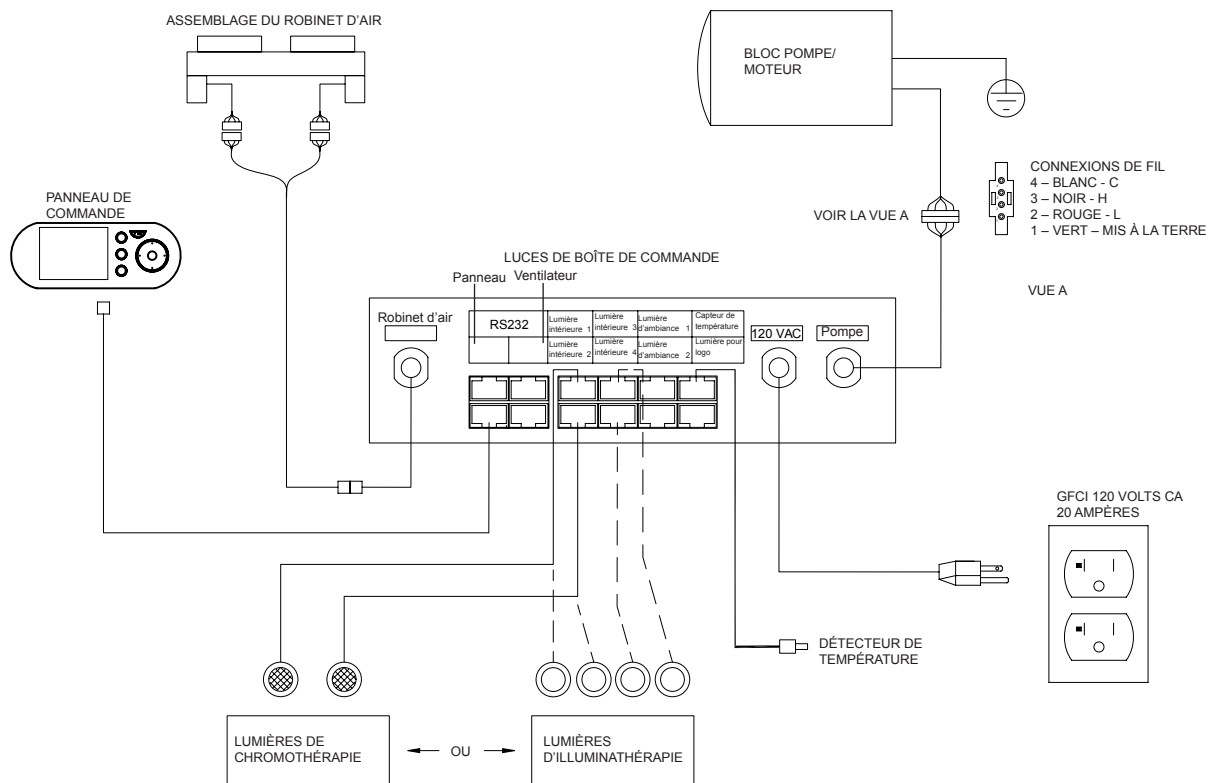 ASSEMBLAGE DU ROBINET D'AIR
BLOC POMPE/
MOTEUR
CONNEXIONS DE FIL
4 – BLANC - C
3 – NOIR - H
2 – ROUGE - L
1 – VERT – MIS À LA TERRE
PANNEAU DE
COMMANDE
VOIR LA VUE A
VUE A
LUCES DE BOÎTE DE COMMANDE
Panneau
Ventilateur
Robinet d'air
RS232
Lumière
intérieure 1
Lumière
intérieure 3
Lumière
d'ambiance 1
Capteur de
température
Lumière
intérieure 2
Lumière
intérieure 4
Lumière
d'ambiance 2
Lumière pour
logo
120 VAC
Pompe
GFCI 120 VOLTS CA
20 AMPÈRES
DÉTECTEUR DE
TEMPÉRATURE
LUMIÈRES DE
CHROMOTHÉRAPIE
OU
LUMIÈRES
D'ILLUMINATHÉRAPIE